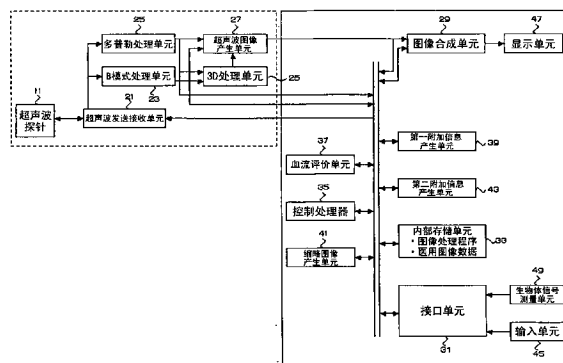 25
多普勒处理单元
27
超声波图像
产生单元
29
图像合成单元
47
显示单元
B模式处理单元
23
3D处理单元
25
11
超声波
探针
21
超声波发送接收单元
37
血流评价单元
第一附加信息
产生单元
39
35
控制处理器
第二附加信息
产生单元
43
41
缩略图像
产生单元
内部存储单元
·图像处理程序
·医用图像数据
33
接口单元
31
49
生物体信号
测量单元
输入单元
45